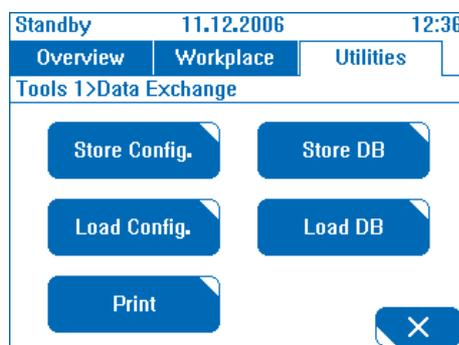 Standby 11.12.2006 12:36
Overview Workplace Utilities
Tools 1>Data Exchange
Store Config. Store DB
Load Config. Load DB
Print